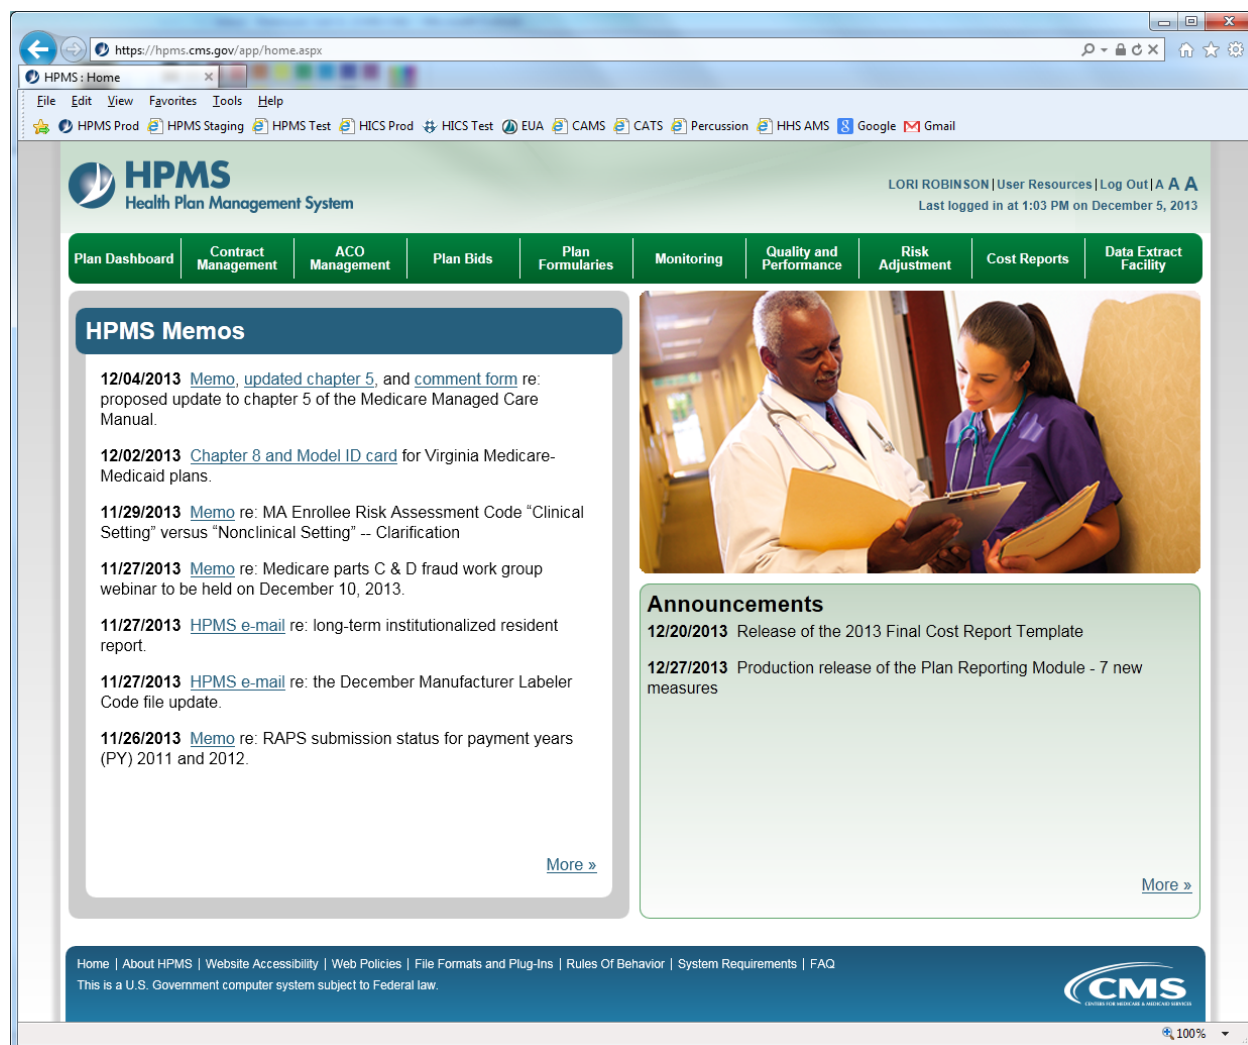 https://hpms.cms.gov/app/home.aspx
HPMS : Home
File Edit View Favorites Tools Help
HPMS Prod HPMS Staging HPMS Test HICS Prod HICS Test EUA CAMS CATS Percussion HHS AMS Google Gmail
HPMS
Health Plan Management System
LORI ROBINSON | User Resources | Log Out | A A A
Last logged in at 1:03 PM on December 5, 2013
Plan Dashboard
Contract
Management
ACO
Management
Plan Bids
Plan
Formularies
Monitoring
Quality and
Performance
Risk
Adjustment
Cost Reports
Data Extract
Facility
HPMS Memos
12/04/2013 Memo, updated chapter 5, and comment form re:
proposed update to chapter 5 of the Medicare Managed Care
Manual.
12/02/2013 Chapter 8 and Model ID card for Virginia Medicare-
Medicaid plans.
11/29/2013 Memo re: MA Enrollee Risk Assessment Code “Clinical
Setting” versus “Nonclinical Setting” -- Clarification
11/27/2013 Memo re: Medicare parts C & D fraud work group
webinar to be held on December 10, 2013.
11/27/2013 HPMS e-mail re: long-term institutionalized resident
report.
11/27/2013 HPMS e-mail re: the December Manufacturer Labeler
Code file update.
11/26/2013 Memo re: RAPS submission status for payment years
(PY) 2011 and 2012.
More »
Announcements
12/20/2013 Release of the 2013 Final Cost Report Template
12/27/2013 Production release of the Plan Reporting Module - 7 new
measures
More »
Home | About HPMS | Website Accessibility | Web Policies | File Formats and Plug-Ins | Rules Of Behavior | System Requirements | FAQ
This is a U.S. Government computer system subject to Federal law.
CMS
CENTERS FOR MEDICARE & MEDICAID SERVICES
100%